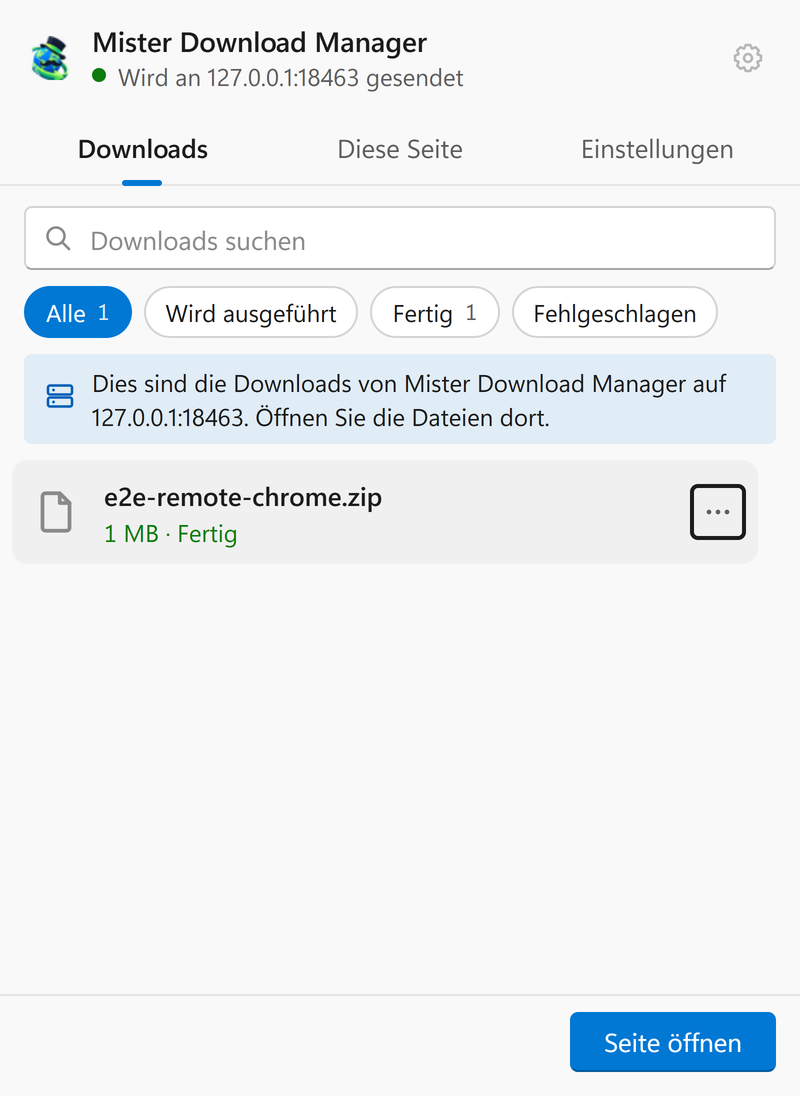 Mister Download Manager
Wird an 127.0.0.1:18463 gesendet
Downloads
Diese Seite
Einstellungen
Downloads suchen
Alle 1
Wird ausgeführt
Fertig 1
Fehlgeschlagen
Dies sind die Downloads von Mister Download Manager auf
127.0.0.1:18463. Öffnen Sie die Dateien dort.
e2e-remote-chrome.zip
1 MB · Fertig
Seite öffnen